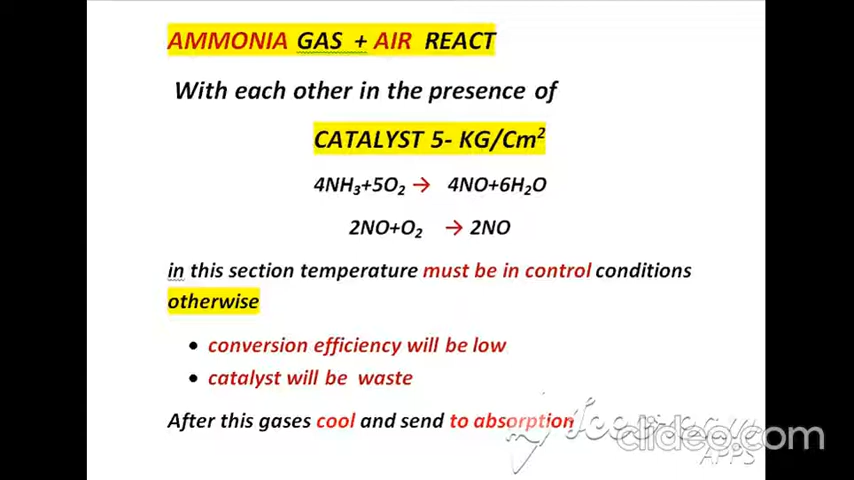 AMMONIA GAS + AIR REACT
With each other in the presence of
CATALYST 5- KG/Cm²
4NH₃+5O₂ → 4NO+6H₂O
2NO+O₂ → 2NO
in this section temperature must be in control conditions
otherwise
• conversion efficiency will be low
• catalyst will be waste
After this gases cool and send to absorption
clideo.com
APPS